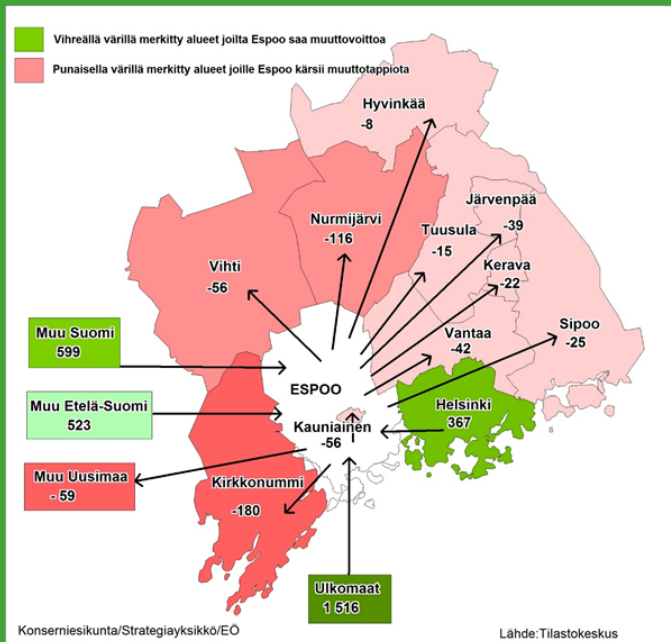 Vihreällä värillä merkitty alueet joilta Espoo saa muuttovoittoa
Punaisella värillä merkitty alueet joille Espoo kärsii muuttotappiota
Hyvinkää
-8
Järvenpää
-39
Nurmijärvi
-116
Tuusula
-15
Kerava
-22
Vihti
-56
Sipoo
-25
Vantaa
-42
Muu Suomi
599
ESPOO
Muu Etelä-Suomi
523
Helsinki
367
Kauniainen
-56
Muu Uusimaa
- 59
Kirkkonummi
-180
Ulkomaat
1 516
Konserniesikunta/Strategiayksikkö/EÖ
Lähde:Tilastokeskus